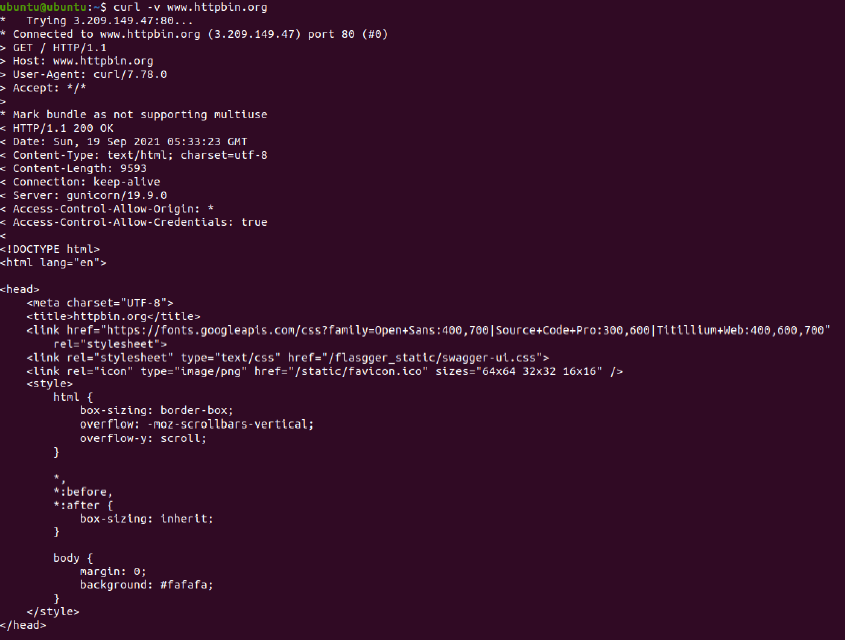 ubuntu@ubuntu:~$ curl -v www.httpbin.org
*   Trying 3.209.149.47:80...
* Connected to www.httpbin.org (3.209.149.47) port 80 (#0)
> GET / HTTP/1.1
> Host: www.httpbin.org
> User-Agent: curl/7.78.0
> Accept: */*
>
* Mark bundle as not supporting multiuse
< HTTP/1.1 200 OK
< Date: Sun, 19 Sep 2021 05:33:23 GMT
< Content-Type: text/html; charset=utf-8
< Content-Length: 9593
< Connection: keep-alive
< Server: gunicorn/19.9.0
< Access-Control-Allow-Origin: *
< Access-Control-Allow-Credentials: true
<
<!DOCTYPE html>
<html lang="en">

<head>
    <meta charset="UTF-8">
    <title>httpbin.org</title>
    <link href="https://fonts.googleapis.com/css?family=Open+Sans:400,700|Source+Code+Pro:300,600|Titillium+Web:400,600,700"
        rel="stylesheet">
    <link rel="stylesheet" type="text/css" href="/flasgger_static/swagger-ui.css">
    <link rel="icon" type="image/png" href="/static/favicon.ico" sizes="64x64 32x32 16x16" />
    <style>
        html {
            box-sizing: border-box;
            overflow: -moz-scrollbars-vertical;
            overflow-y: scroll;
        }

        *,
        *:before,
        *:after {
            box-sizing: inherit;
        }

        body {
            margin: 0;
            background: #fafafa;
        }
    </style>
</head>